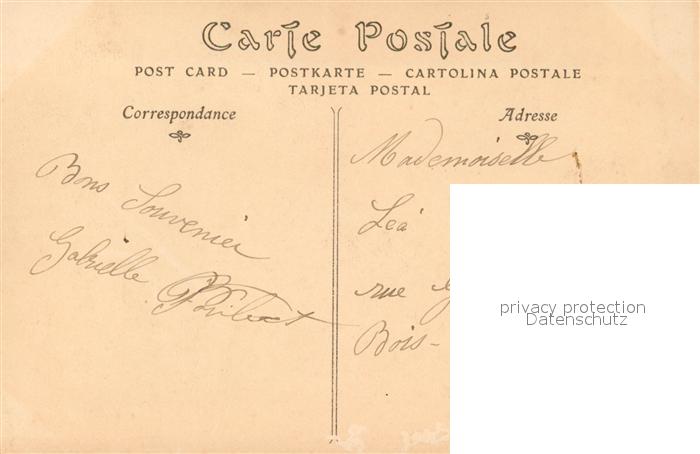 Carte Postale
POST CARD — POSTKARTE — CARTOLINA POSTALE
TARJETA POSTAL
Correspondance
Adresse
Bons Souvenier
Gabrielle
Mademoiselle
Léa
rue
Bois-
privacy protection
Datenschutz